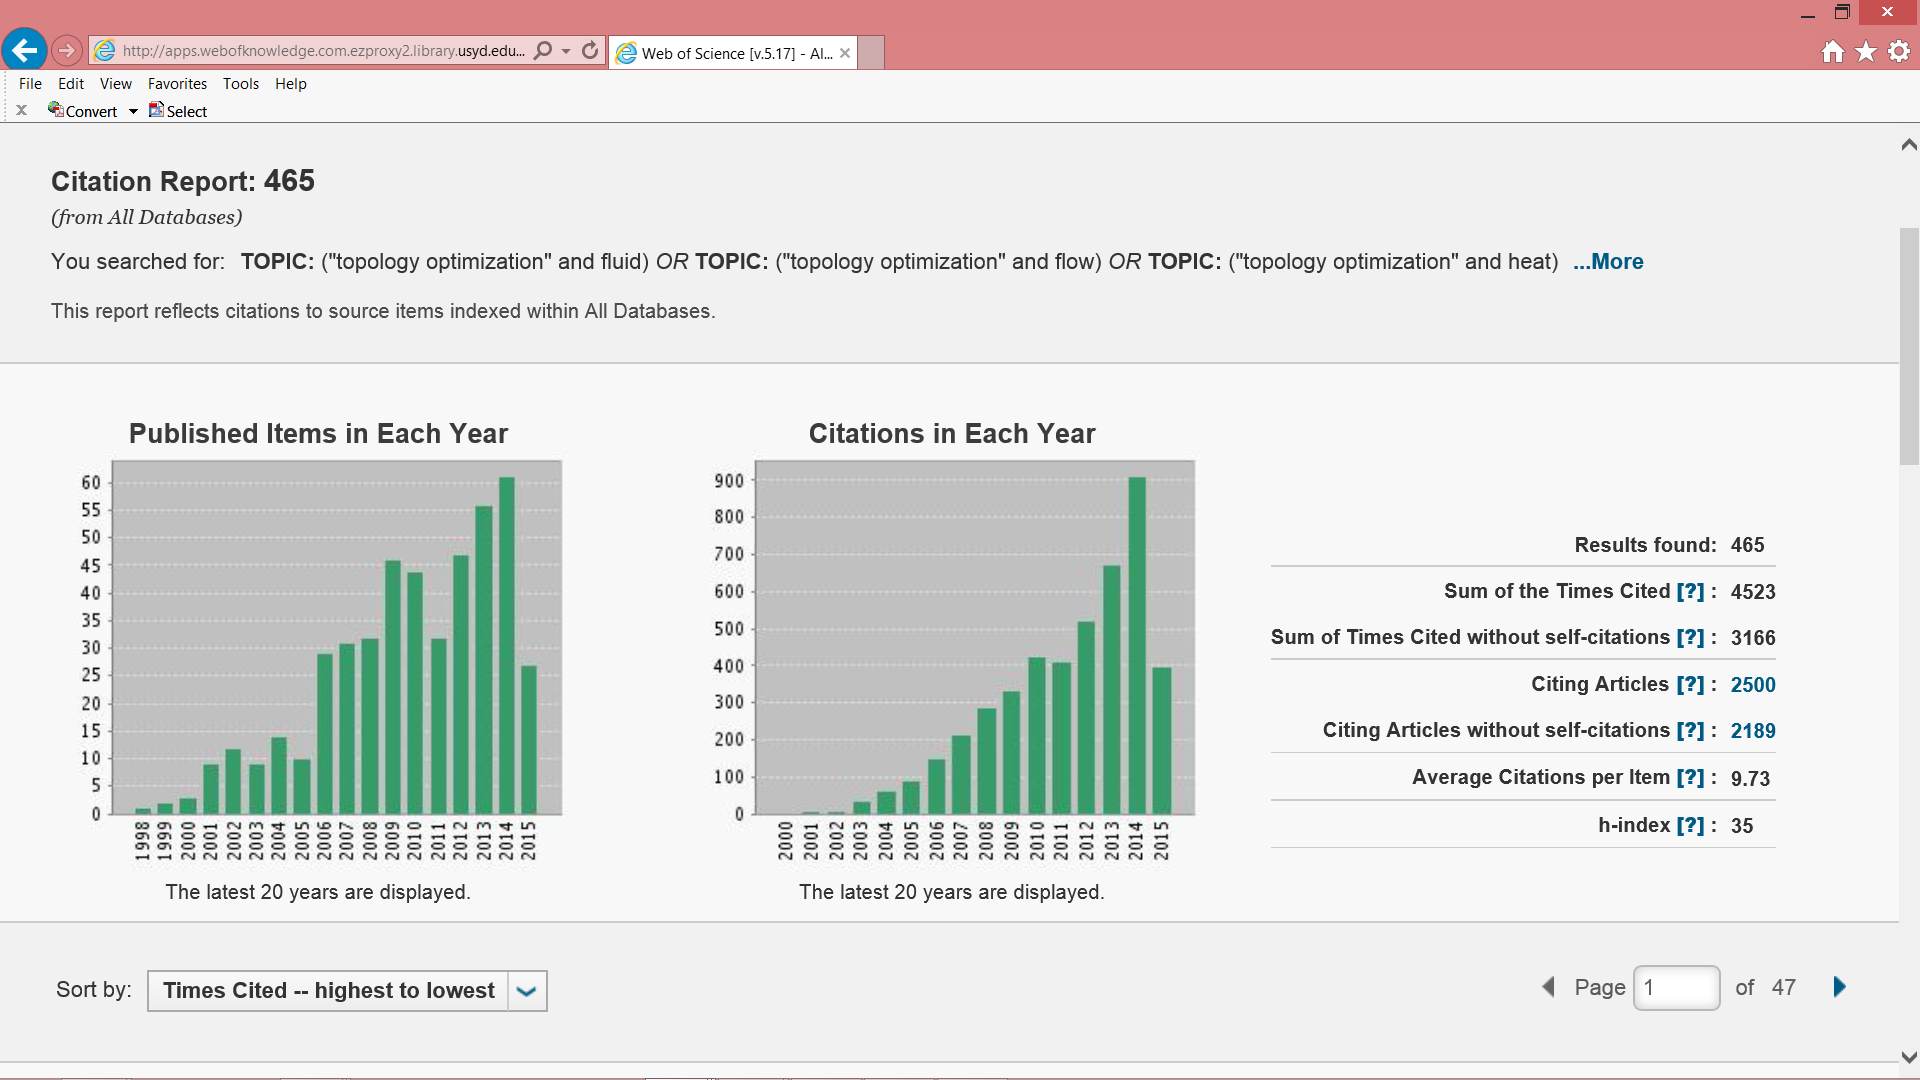 http://apps.webofknowledge.com.ezproxy2.library.usyd.edu...
Web of Science [v.5.17] - Al...
File Edit View Favorites Tools Help
x Convert Select
Citation Report: 465
(from All Databases)
You searched for: TOPIC: ("topology optimization" and fluid) OR TOPIC: ("topology optimization" and flow) OR TOPIC: ("topology optimization" and heat) ...More
This report reflects citations to source items indexed within All Databases.
Published Items in Each Year
60
55
50
45
40
35
30
25
20
15
10
5
0
1998 1999 2000 2001 2002 2003 2004 2005 2006 2007 2008 2009 2010 2011 2012 2013 2014 2015
The latest 20 years are displayed.
Citations in Each Year
900
800
700
600
500
400
300
200
100
0
2000 2001 2002 2003 2004 2005 2006 2007 2008 2009 2010 2011 2012 2013 2014 2015
The latest 20 years are displayed.
Results found: 465
Sum of the Times Cited [?] : 4523
Sum of Times Cited without self-citations [?] : 3166
Citing Articles [?] : 2500
Citing Articles without self-citations [?] : 2189
Average Citations per Item [?] : 9.73
h-index [?] : 35
Sort by: Times Cited -- highest to lowest
Page 1 of 47